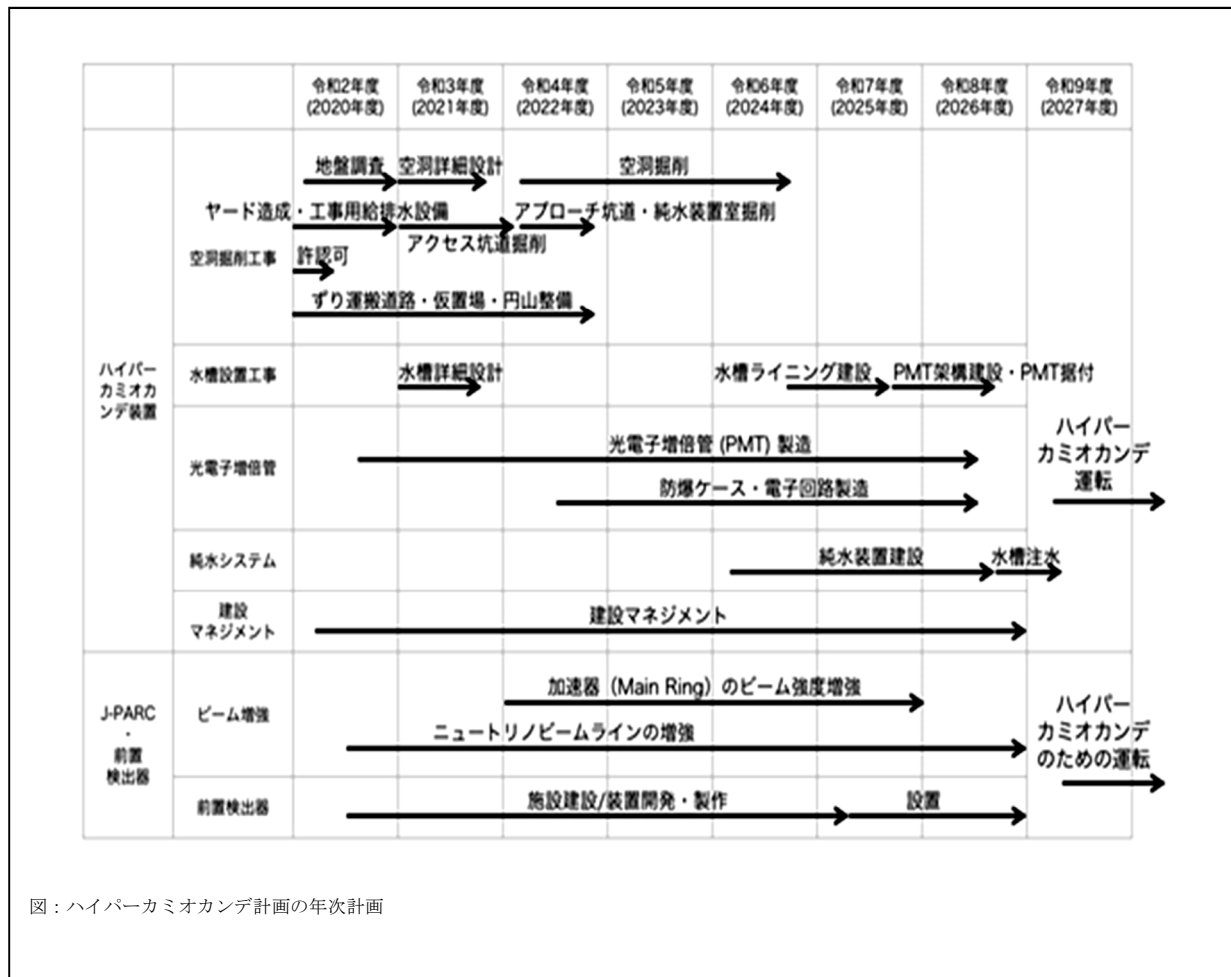 令和2年度 令和3年度 令和4年度 令和5年度 令和6年度 令和7年度 令和8年度 令和9年度
(2020年度) (2021年度) (2022年度) (2023年度) (2024年度) (2025年度) (2026年度) (2027年度)
ハイパー
カミオカ
ンデ装置
空洞掘削工事
地盤調査 空洞詳細設計 空洞掘削
ヤード造成・工事用給排水設備 アプローチ坑道・純水装置室掘削
アクセス坑道掘削
許認可
ずり運搬道路・仮置場・円山整備
水槽設置工事
水槽詳細設計 水槽ライニング建設 PMT架構建設・PMT据付
光電子増倍管
光電子増倍管 (PMT) 製造
防爆ケース・電子回路製造
純水システム
純水装置建設 水槽注水
建設
マネジメント
建設マネジメント
ハイパー
カミオカンデ
運転
J-PARC
・
前置
検出器
ビーム増強
加速器（Main Ring）のビーム強度増強
ニュートリノビームラインの増強
前置検出器
施設建設/装置開発・製作 設置
ハイパー
カミオカンデ
のための運転
図：ハイパーカミオカンデ計画の年次計画